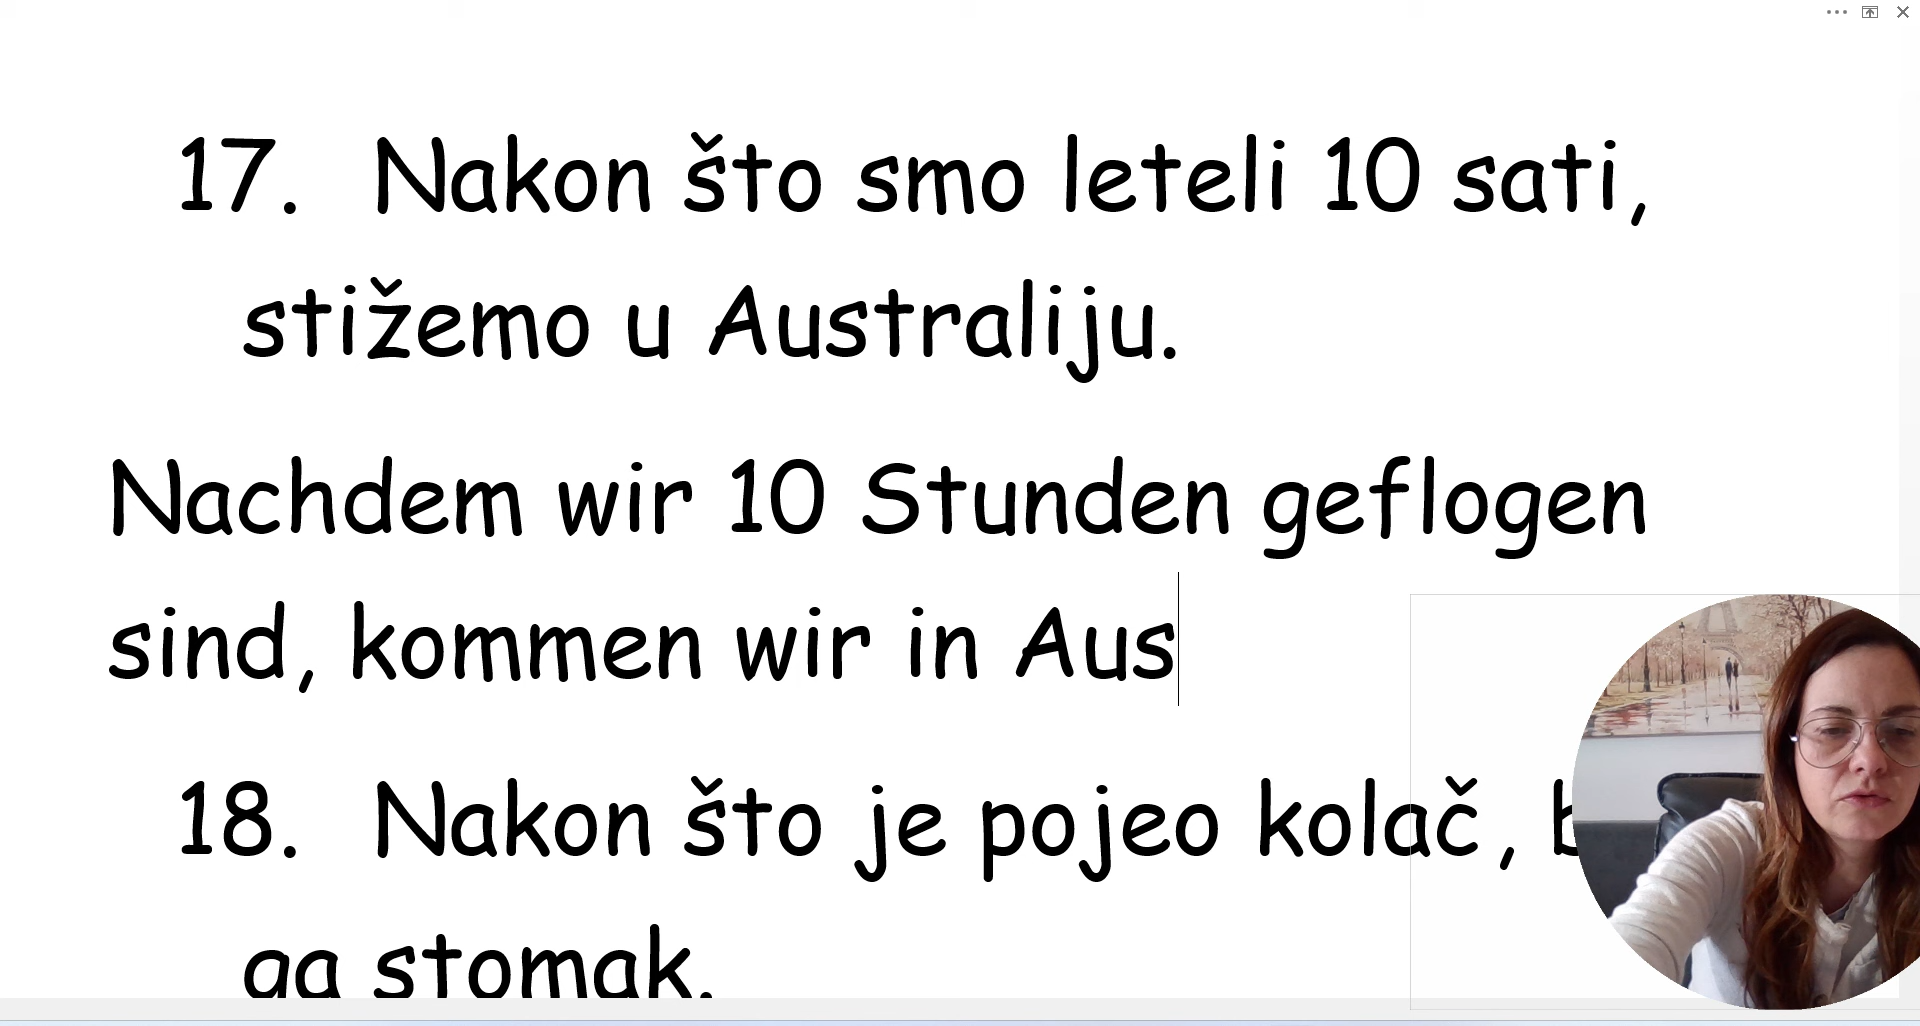 17. Nakon što smo leteli 10 sati,
stižemo u Australiju.
Nachdem wir 10 Stunden geflogen
sind, kommen wir in Aus
18. Nakon što je pojeo kolač,
ga stomak.